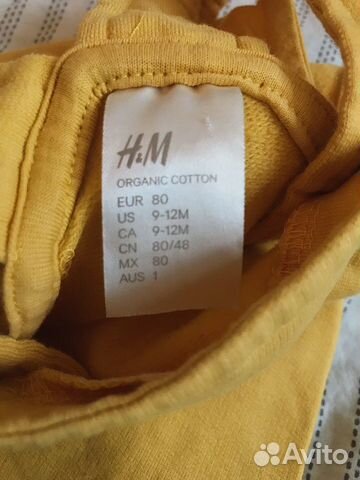 H&M
ORGANIC COTTON
EUR 80
US 9-12M
CA 9-12M
CN 80/48
MX 80
AUS 1
Avito